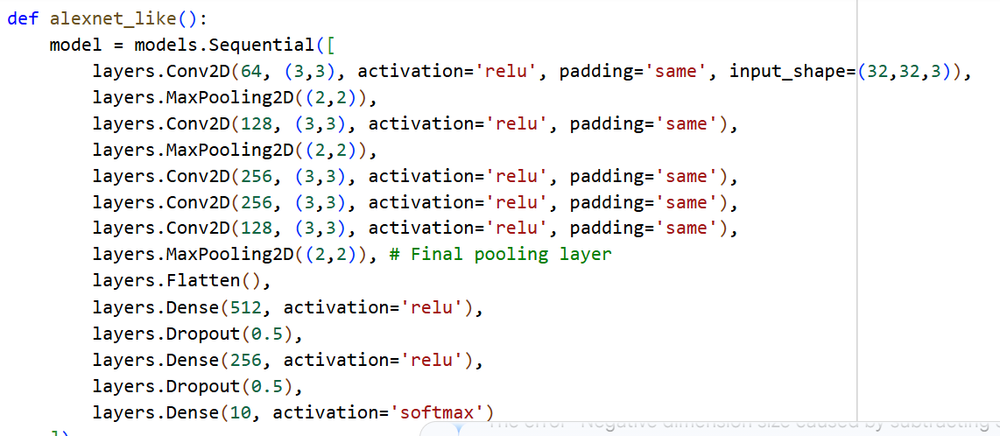 def alexnet_like():
    model = models.Sequential([
        layers.Conv2D(64, (3,3), activation='relu', padding='same', input_shape=(32,32,3)),
        layers.MaxPooling2D((2,2)),
        layers.Conv2D(128, (3,3), activation='relu', padding='same'),
        layers.MaxPooling2D((2,2)),
        layers.Conv2D(256, (3,3), activation='relu', padding='same'),
        layers.Conv2D(256, (3,3), activation='relu', padding='same'),
        layers.Conv2D(128, (3,3), activation='relu', padding='same'),
        layers.MaxPooling2D((2,2)), # Final pooling layer
        layers.Flatten(),
        layers.Dense(512, activation='relu'),
        layers.Dropout(0.5),
        layers.Dense(256, activation='relu'),
        layers.Dropout(0.5),
        layers.Dense(10, activation='softmax')
    ])
The error "Negative dimension size caused by subtracting